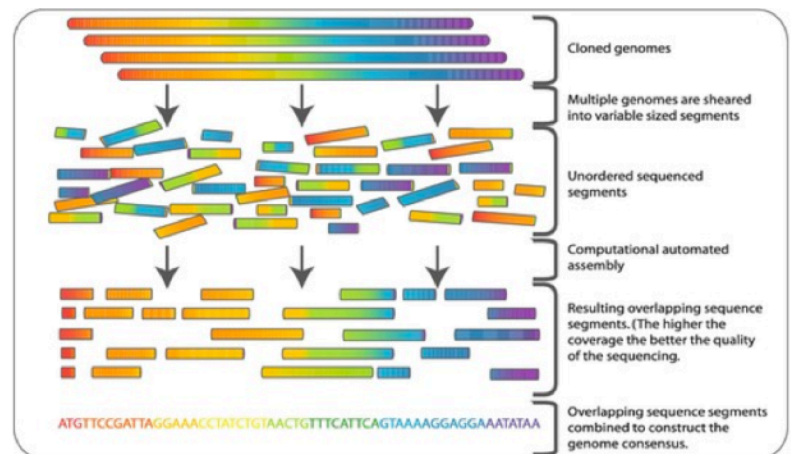 Cloned genomes
Multiple genomes are sheared
into variable sized segments
Unordered sequenced
segments
Computational automated
assembly
Resulting overlapping sequence
segments. (The higher the
coverage the better the quality
of the sequencing.
Overlapping sequence segments
combined to construct the
genome consensus.
ATGTTCCGATTAGGAAACCTATCTGTAACTGTTTCATTCAGTAAAAGGAGGAAATATAA